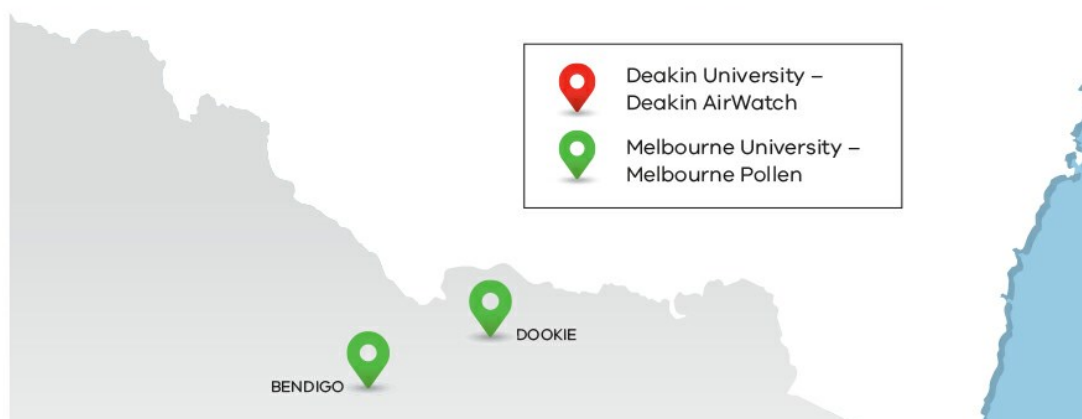 Deakin University –
Deakin AirWatch
Melbourne University –
Melbourne Pollen
DOOKIE
BENDIGO